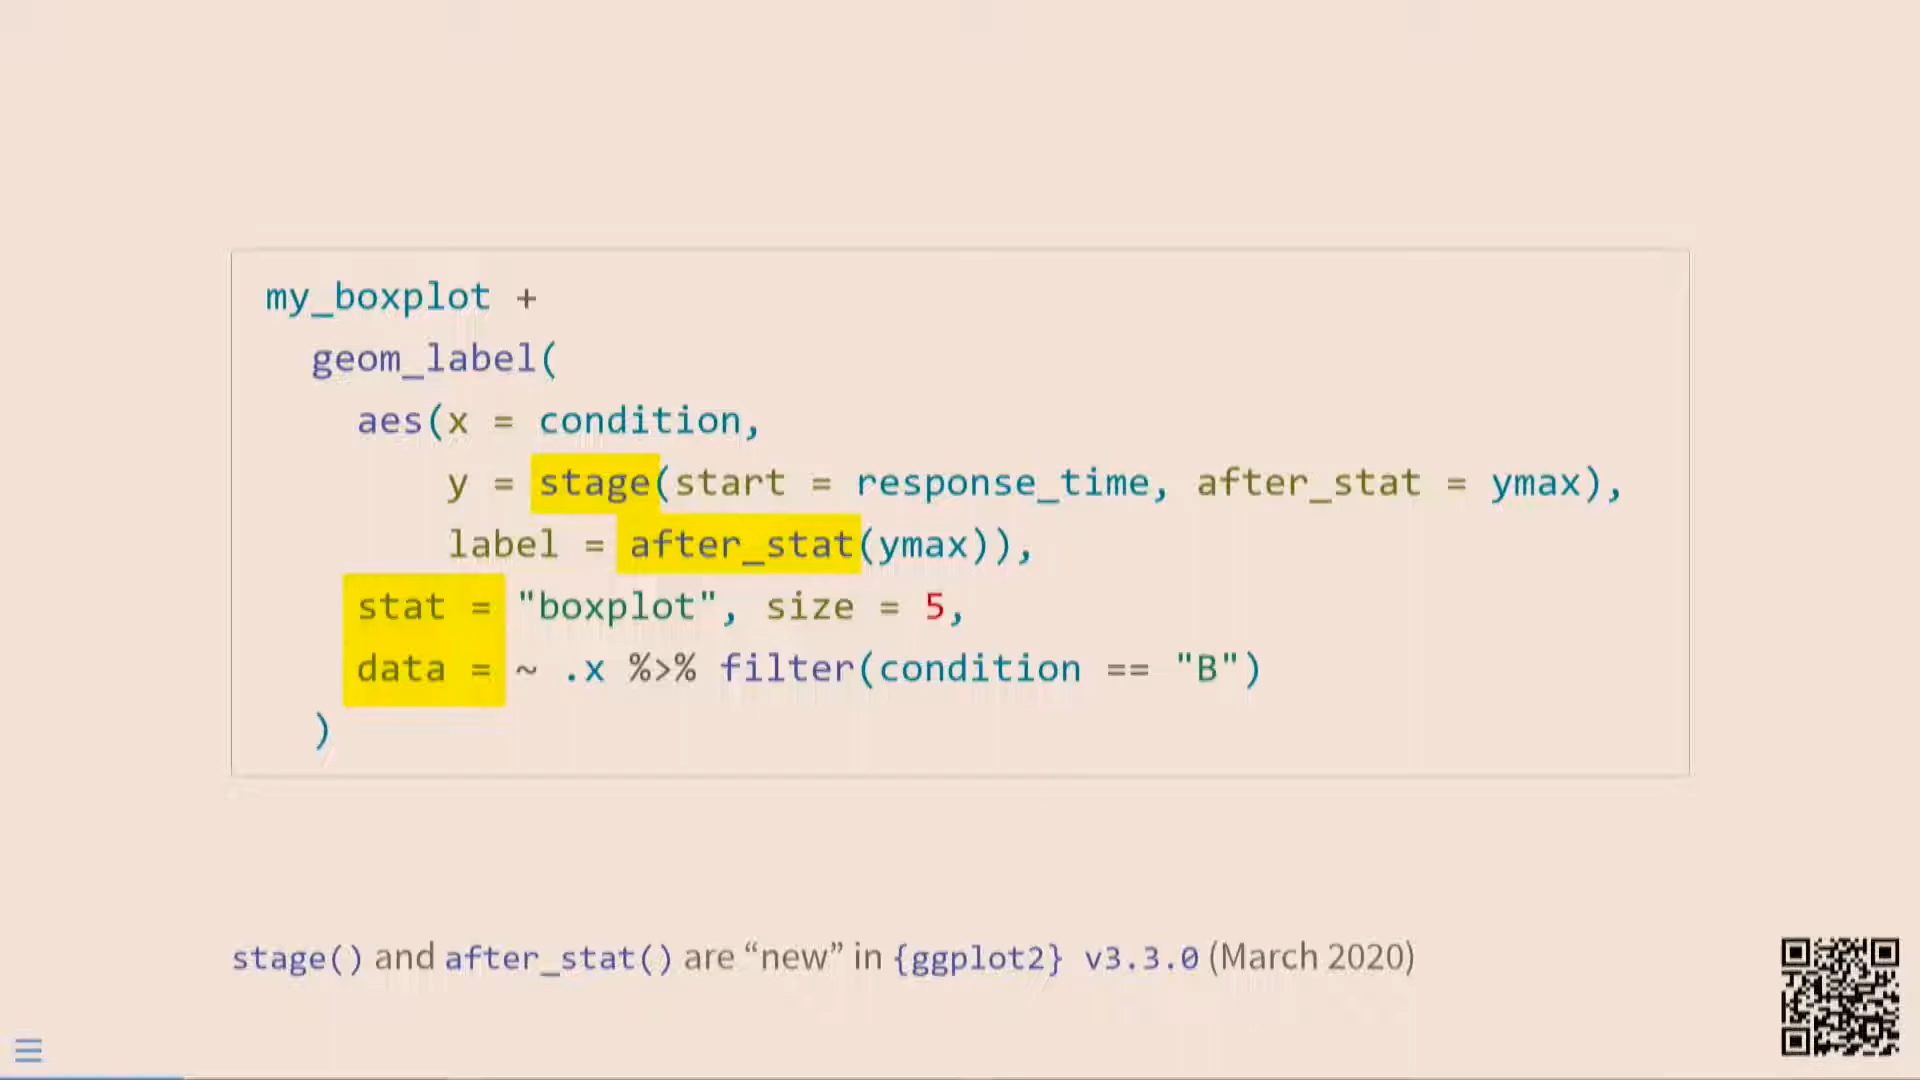 my_boxplot +
  geom_label(
    aes(x = condition,
        y = stage(start = response_time, after_stat = ymax),
        label = after_stat(ymax)),
    stat = "boxplot", size = 5,
    data = ~ .x %>% filter(condition == "B")
  )
stage() and after_stat() are “new” in {ggplot2} v3.3.0 (March 2020)